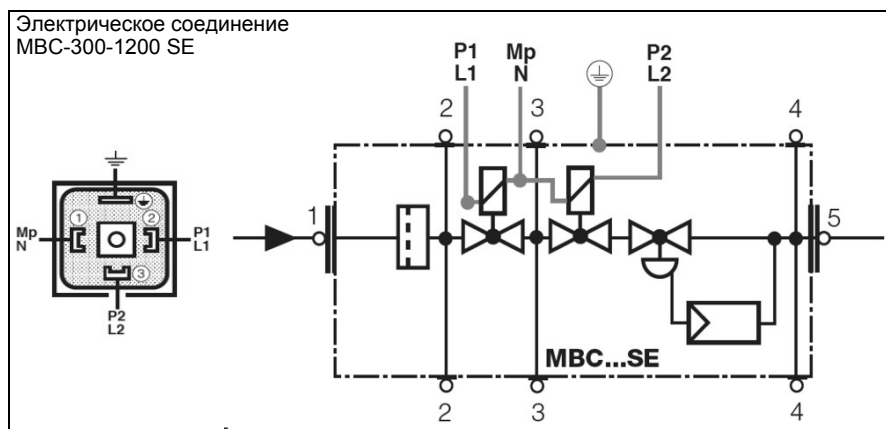 Электрическое соединение
MBC-300-1200 SE
P1
L1
Mp
N
P2
L2
2
3
4
1
5
MBC...SE
2
3
4
1
2
3
Mp
N
P1
L1
P2
L2